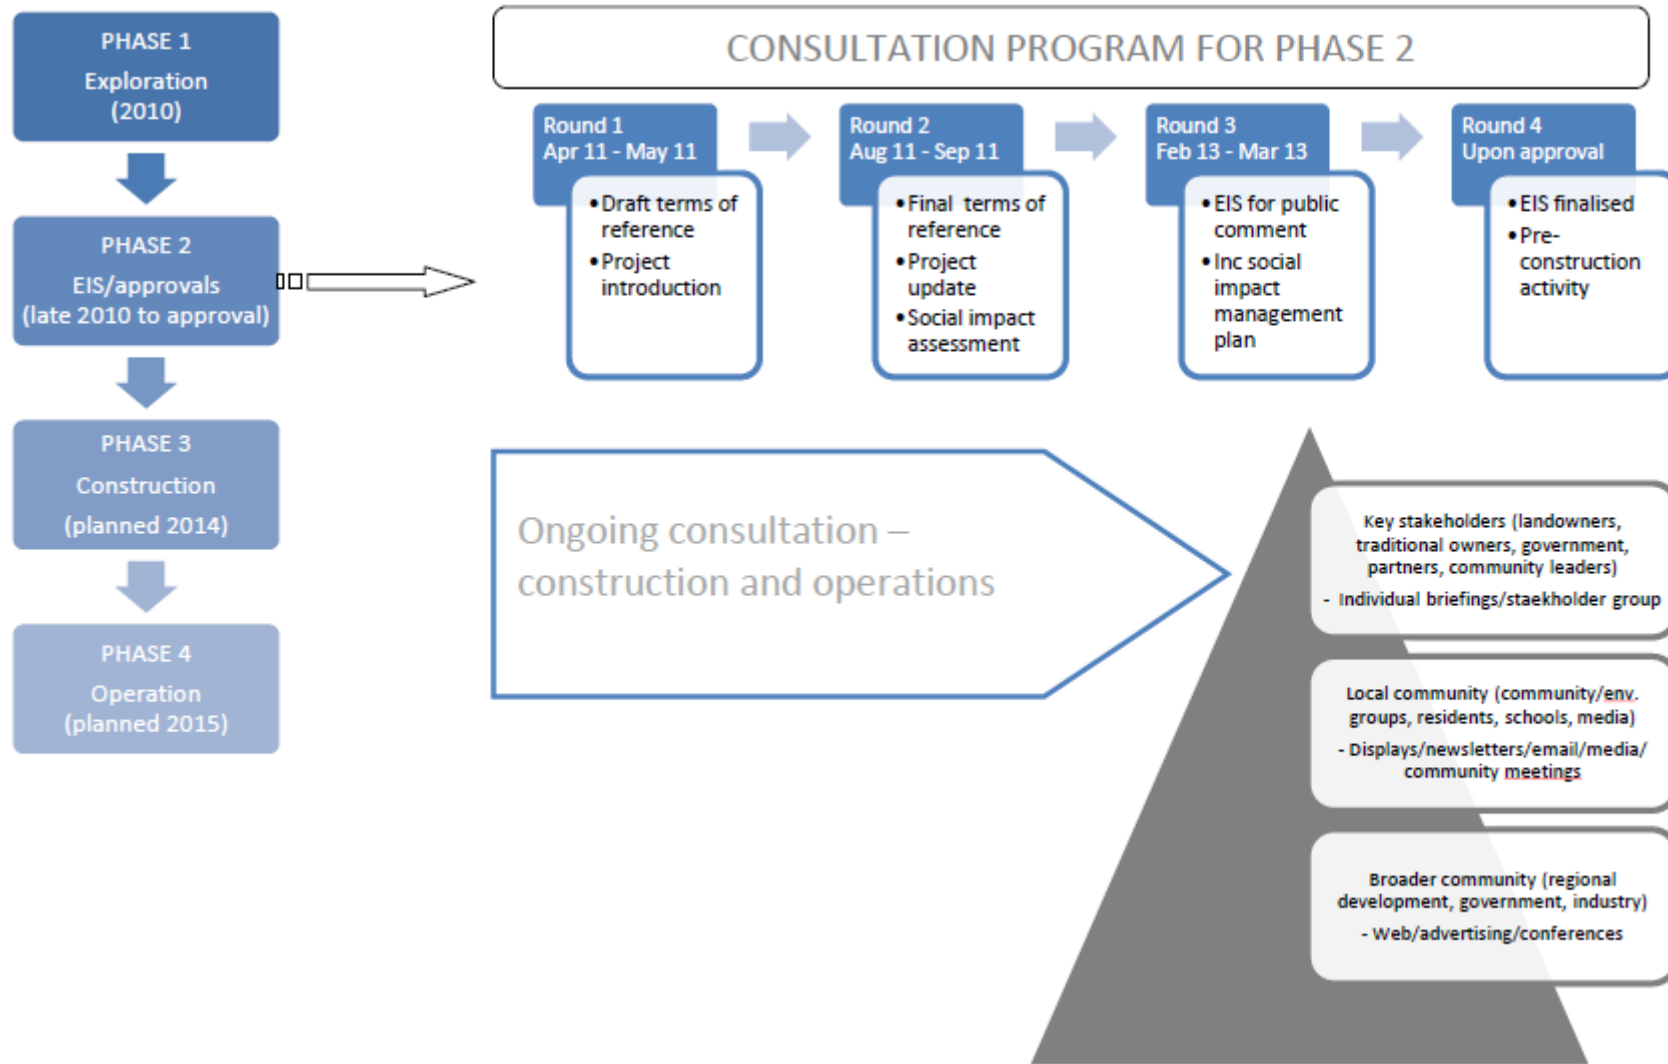 PHASE 1
Exploration
(2010)
PHASE 2
EIS/approvals
(late 2010 to approval)
PHASE 3
Construction
(planned 2014)
PHASE 4
Operation
(planned 2015)
CONSULTATION PROGRAM FOR PHASE 2
Round 1
Apr 11 - May 11
•Draft terms of
reference
•Project
introduction
Round 2
Aug 11 - Sep 11
•Final terms of
reference
•Project
update
•Social impact
assessment
Round 3
Feb 13 - Mar 13
•EIS for public
comment
•Inc social
impact
management
plan
Round 4
Upon approval
•EIS finalised
•Pre-
construction
activity
Ongoing consultation –
construction and operations
Key stakeholders (landowners,
traditional owners, government,
partners, community leaders)
- Individual briefings/staekholder group
Local community (community/env.
groups, residents, schools, media)
- Displays/newsletters/email/media/
community meetings
Broader community (regional
development, government, industry)
- Web/advertising/conferences